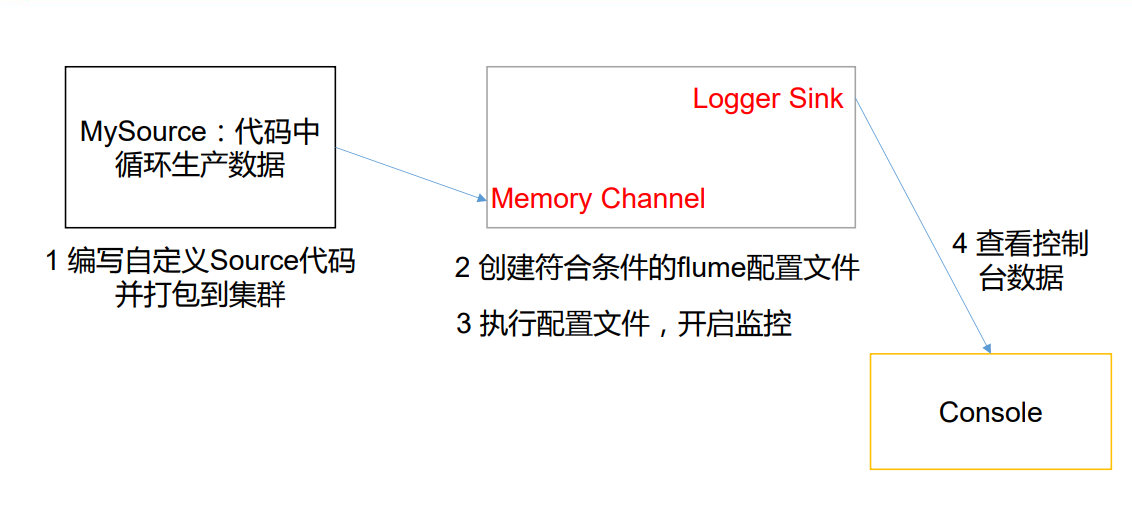 MySource：代码中
循环生产数据
1 编写自定义Source代码
并打包到集群
Logger Sink
Memory Channel
2 创建符合条件的flume配置文件
3 执行配置文件，开启监控
4 查看控制
台数据
Console